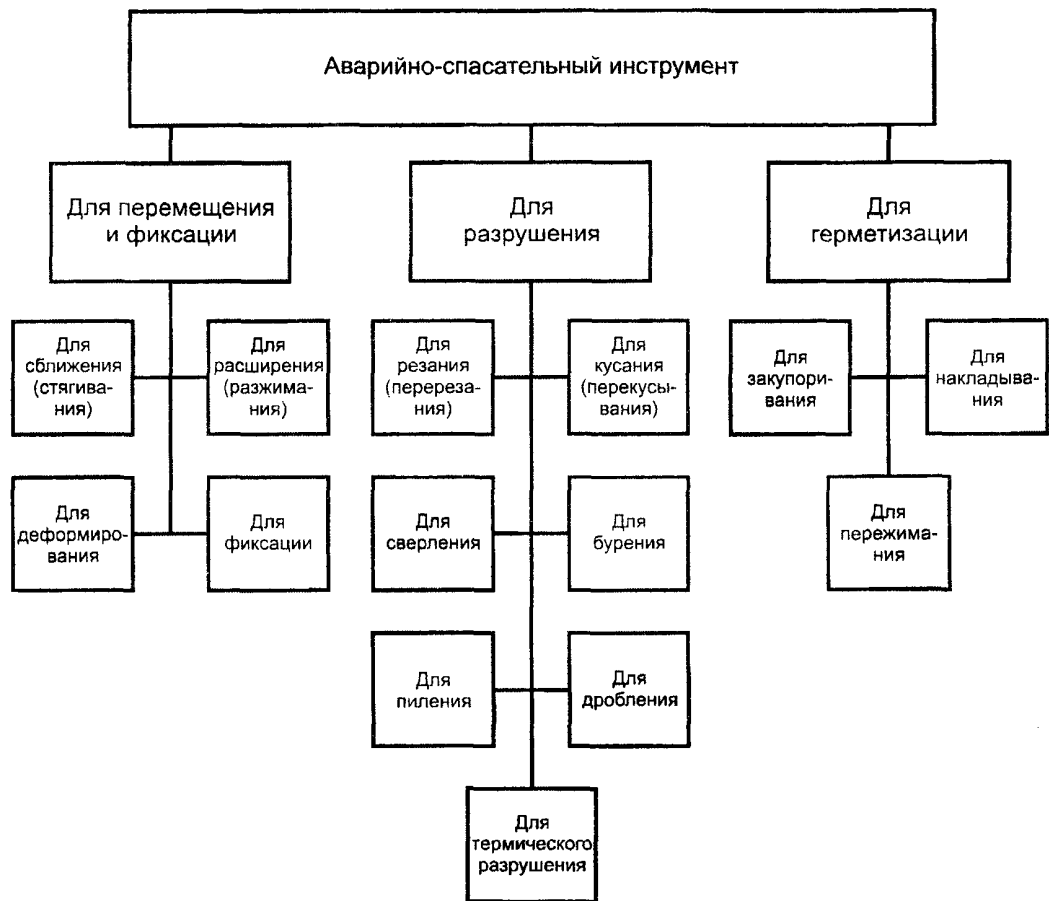 Аварийно-спасательный инструмент
Для перемещения
и фиксации
Для
разрушения
Для
герметизации
Для
сближения
(стягива-
ния)
Для
расширения
(разжима-
ния)
Для
резания
(перереза-
ния)
Для
кусания
(перекусы-
вания)
Для
закупори-
вания
Для
накладыва-
ния
Для
деформиро-
вания
Для
фиксации
Для
сверления
Для
бурения
Для
пережима-
ния
Для
пиления
Для
дробления
Для
термического
разрушения